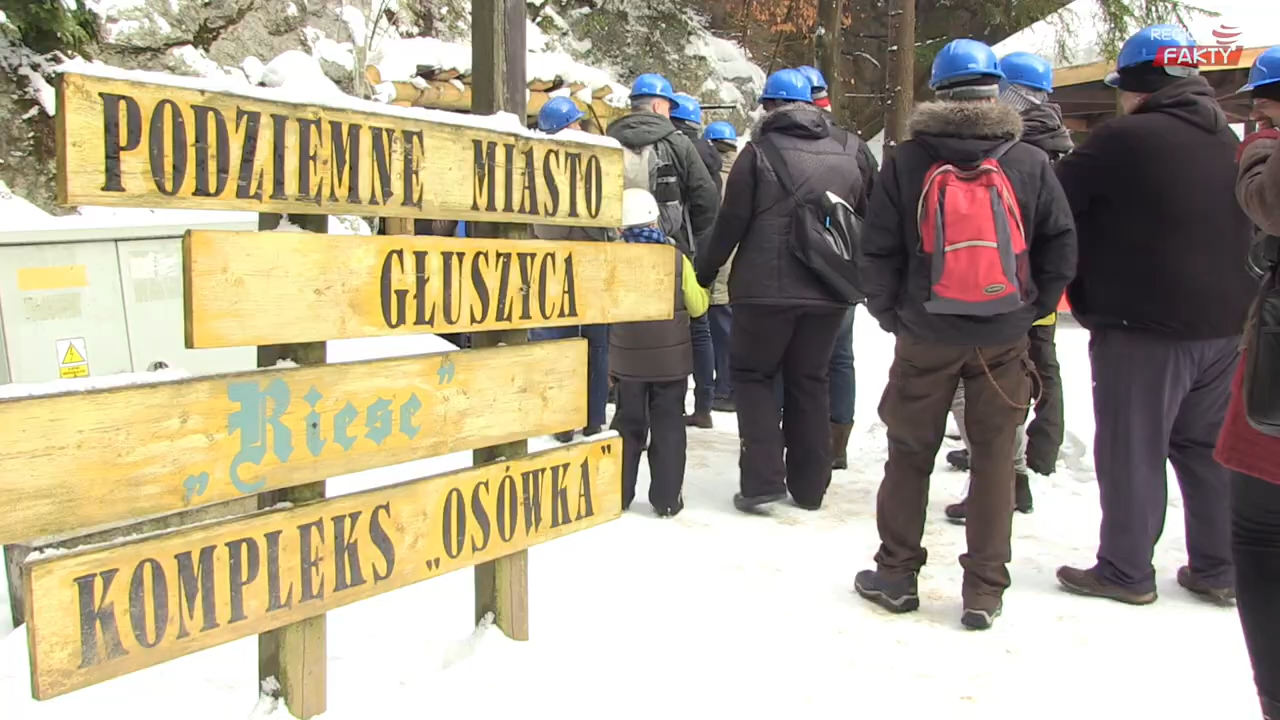 PODZIEMNE MIASTO
GŁUSZYCA
„Riese”
KOMPLEKS „OSÓWKA”
FAKTY